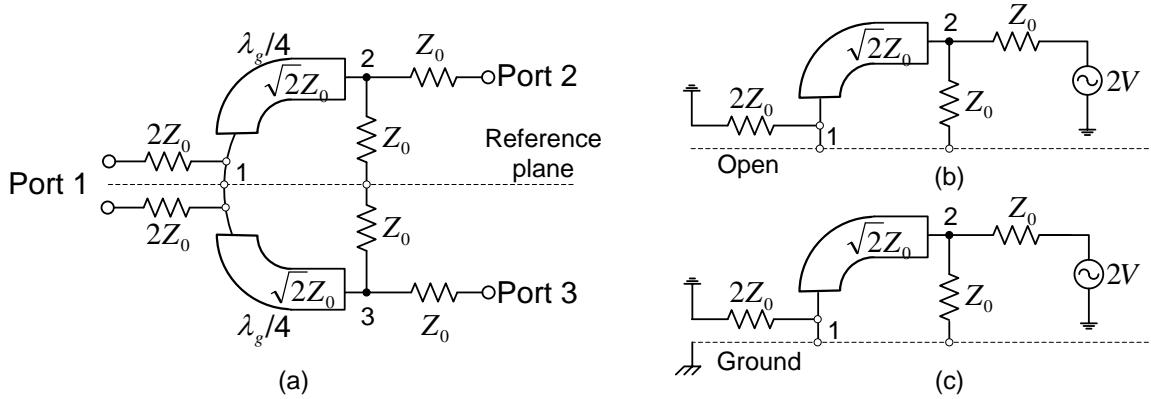 λg/4
√2Z0
2
Z0
Port 2
Z0
Reference plane
2Z0
Port 1
1
2Z0
Z0
√2Z0
Port 3
λg/4
3
Z0
(a)
2
Z0
√2Z0
2Z0
Z0
2V
1
Open
(b)
2
Z0
√2Z0
2Z0
Z0
2V
1
Ground
(c)